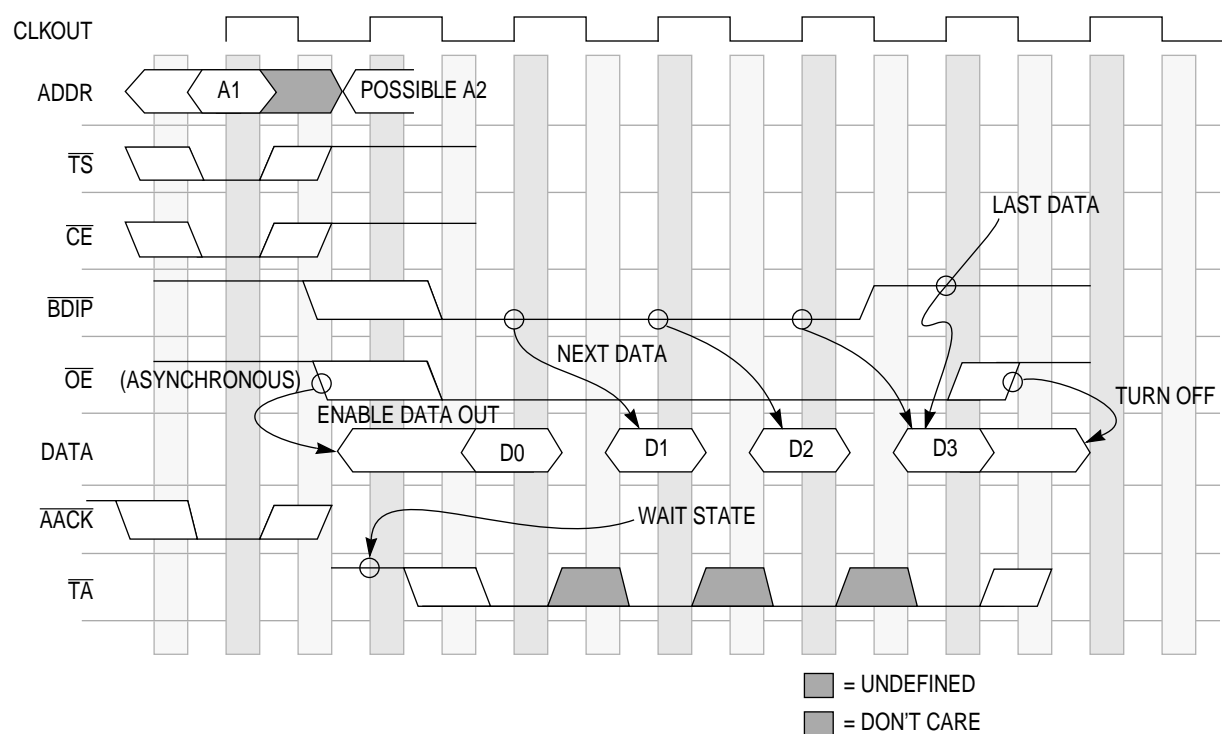 CLKOUT
ADDR
A1
POSSIBLE A2
TS
LAST DATA
CE
BDIP
NEXT DATA
OE
(ASYNCHRONOUS)
TURN OFF
ENABLE DATA OUT
DATA
D0
D1
D2
D3
AACK
WAIT STATE
TA
= UNDEFINED
= DON'T CARE